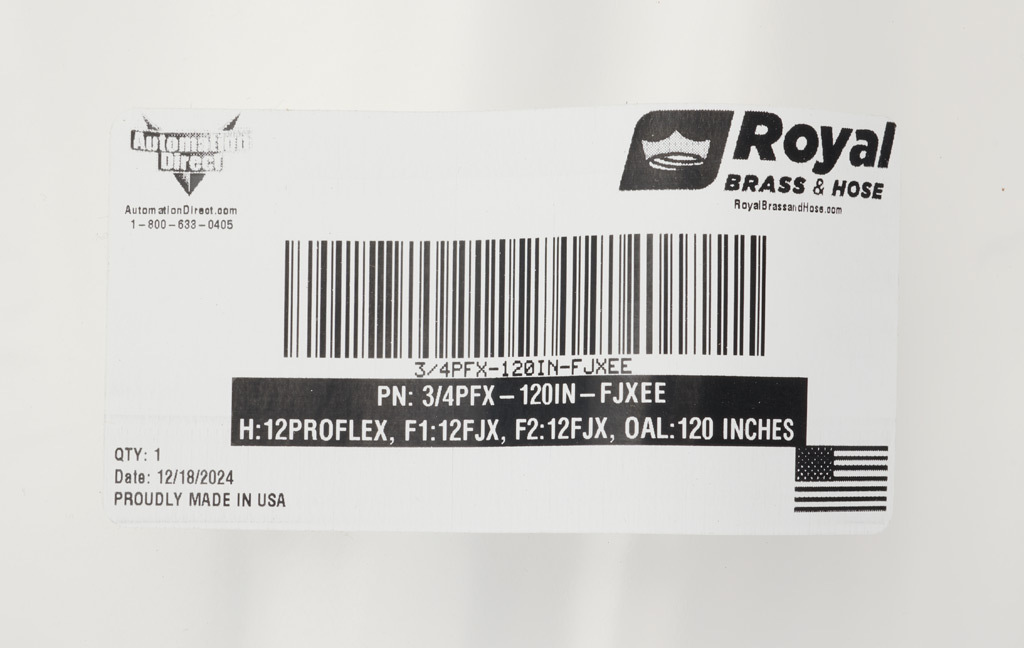 Automation
Direct
AutomationDirect.com
1-800-633-0405
Royal
BRASS & HOSE
RoyalBrassandHose.com
3/4PFX-120IN-FJXEE
PN: 3/4PFX-120IN-FJXEE
H:12PROFLEX, F1:12FJX, F2:12FJX, OAL:120 INCHES
QTY: 1
Date: 12/18/2024
PROUDLY MADE IN USA